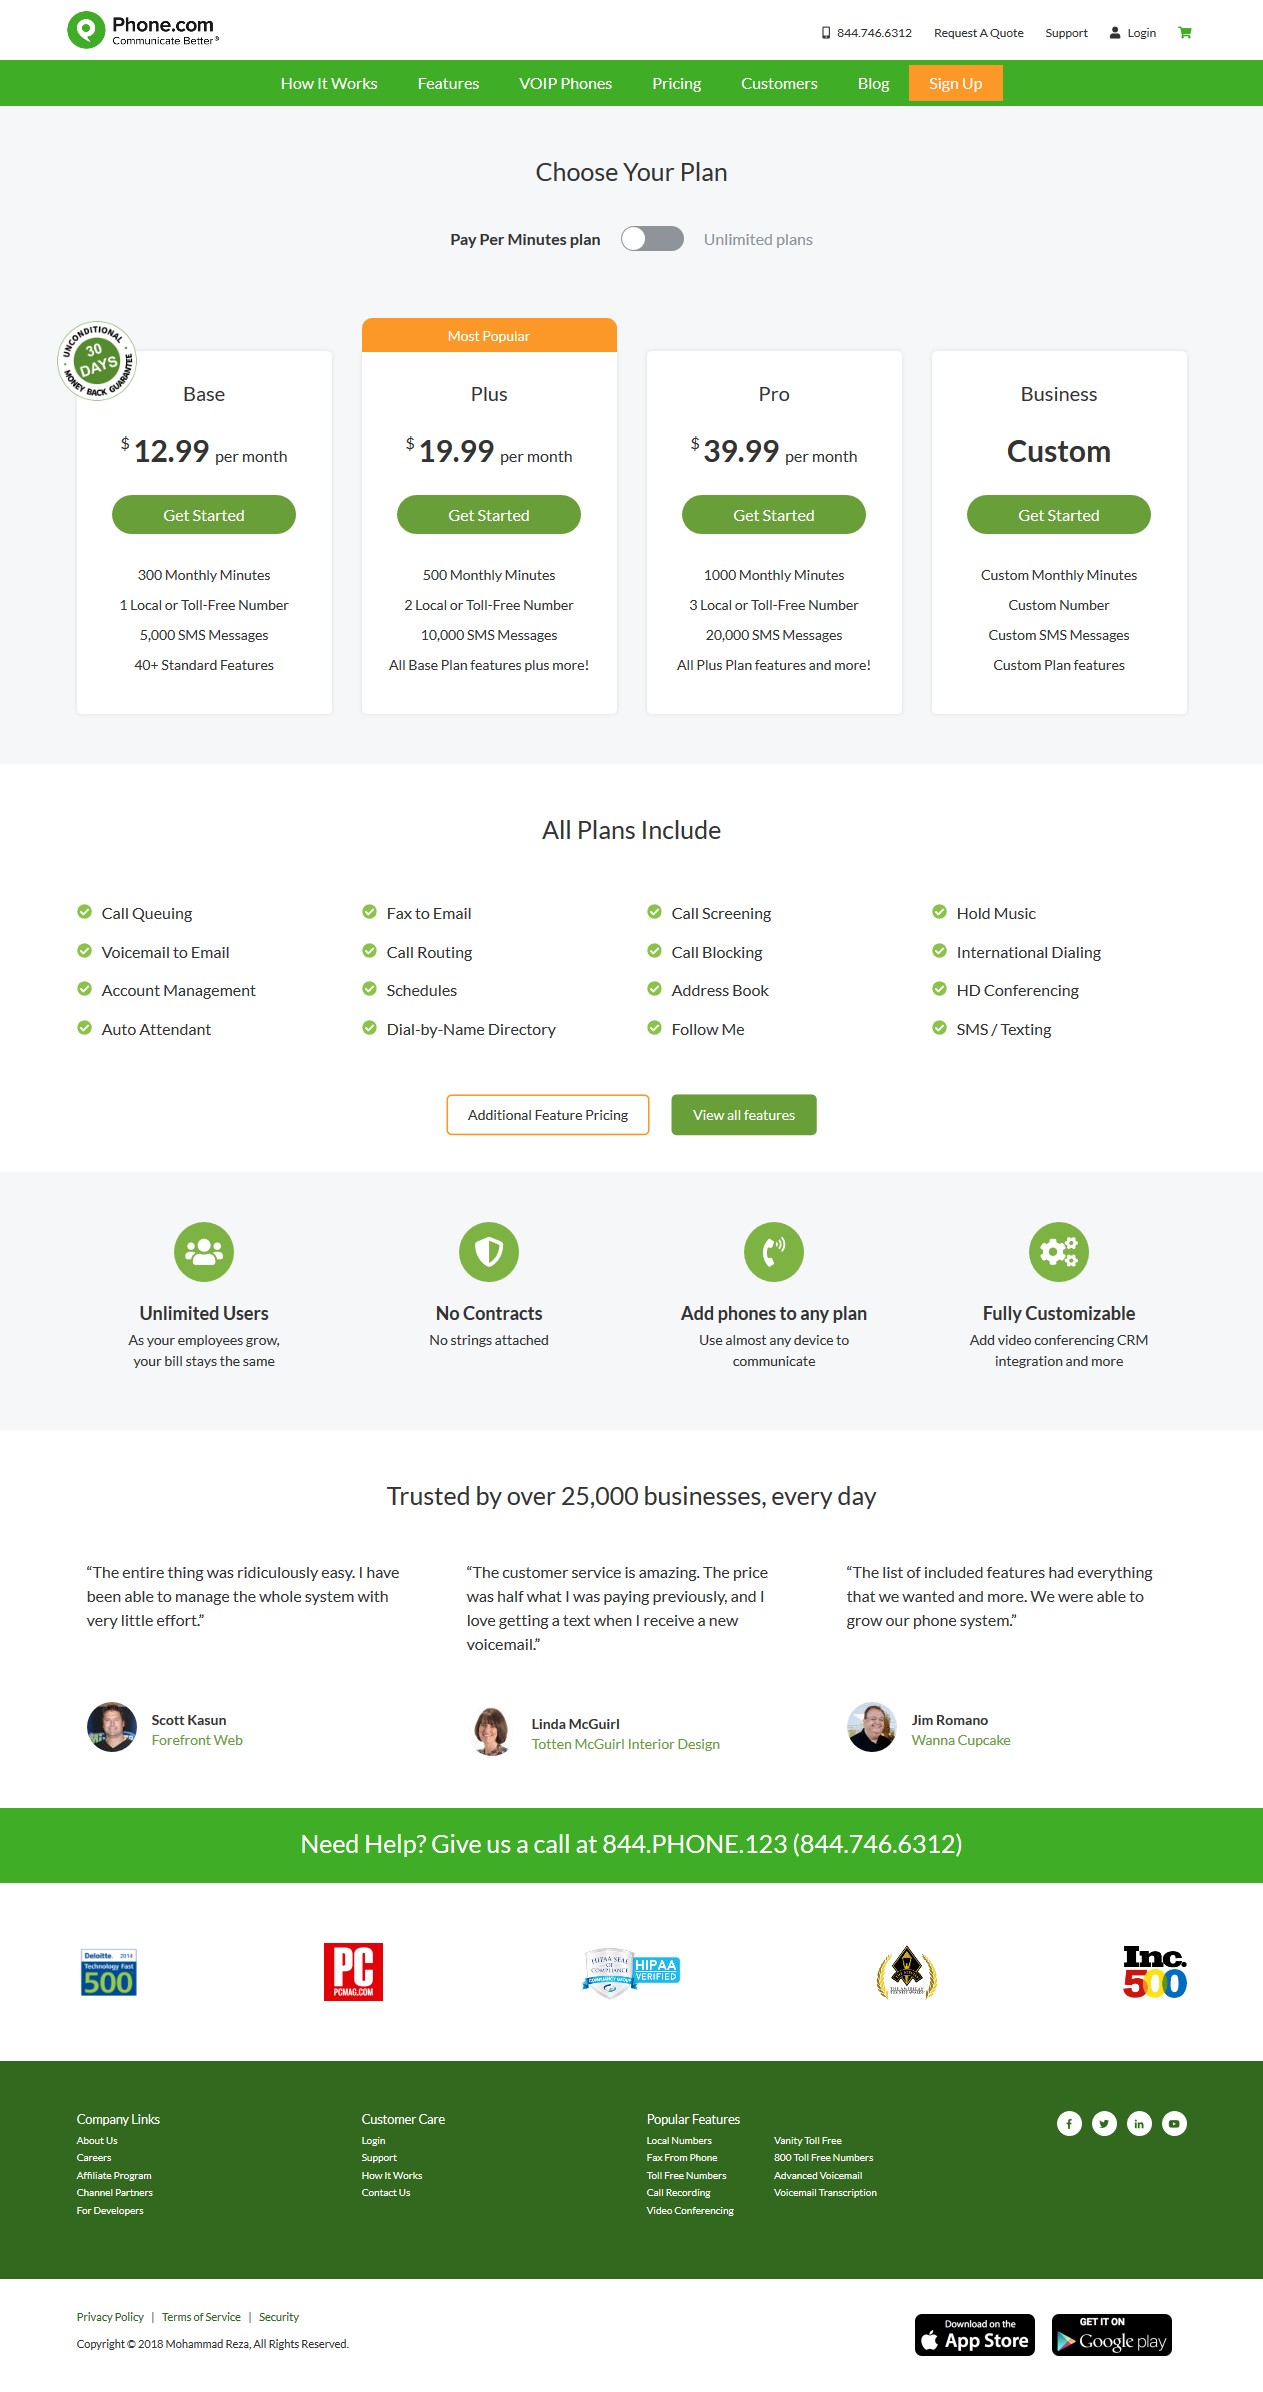 Phone.com
Communicate Better®
844.746.6312
Request A Quote
Support
Login
How It Works
Features
VOIP Phones
Pricing
Customers
Blog
Sign Up
Choose Your Plan
Pay Per Minutes plan
Unlimited plans
UNCONDITIONAL
30
DAYS
MONEY BACK GUARANTEE
Base
$ 12.99 per month
Get Started
300 Monthly Minutes
1 Local or Toll-Free Number
5,000 SMS Messages
40+ Standard Features
Most Popular
Plus
$ 19.99 per month
Get Started
500 Monthly Minutes
2 Local or Toll-Free Number
10,000 SMS Messages
All Base Plan features plus more!
Pro
$ 39.99 per month
Get Started
1000 Monthly Minutes
3 Local or Toll-Free Number
20,000 SMS Messages
All Plus Plan features and more!
Business
Custom
Get Started
Custom Monthly Minutes
Custom Number
Custom SMS Messages
Custom Plan features
All Plans Include
Call Queuing
Voicemail to Email
Account Management
Auto Attendant
Fax to Email
Call Routing
Schedules
Dial-by-Name Directory
Call Screening
Call Blocking
Address Book
Follow Me
Hold Music
International Dialing
HD Conferencing
SMS / Texting
Additional Feature Pricing
View all features
Unlimited Users
As your employees grow,
your bill stays the same
No Contracts
No strings attached
Add phones to any plan
Use almost any device to
communicate
Fully Customizable
Add video conferencing CRM
integration and more
Trusted by over 25,000 businesses, every day
“The entire thing was ridiculously easy. I have
been able to manage the whole system with
very little effort.”
Scott Kasun
Forefront Web
“The customer service is amazing. The price
was half what I was paying previously, and I
love getting a text when I receive a new
voicemail.”
Linda McGuirl
Totten McGuirl Interior Design
“The list of included features had everything
that we wanted and more. We were able to
grow our phone system.”
Jim Romano
Wanna Cupcake
Need Help? Give us a call at 844.PHONE.123 (844.746.6312)
Deloitte. 2014
Technology Fast
500
PC
PCMAG.COM
HIPAA SEAL
OF
COMPLIANCE
COMPLIANCY GROUP
HIPAA
VERIFIED
Inc.
500
Company Links
About Us
Careers
Affiliate Program
Channel Partners
For Developers
Customer Care
Login
Support
How It Works
Contact Us
Popular Features
Local Numbers
Fax From Phone
Toll Free Numbers
Call Recording
Video Conferencing
Vanity Toll Free
800 Toll Free Numbers
Advanced Voicemail
Voicemail Transcription
Privacy Policy | Terms of Service | Security
Copyright © 2018 Mohammad Reza, All Rights Reserved.
Download on the
App Store
GET IT ON
Google play